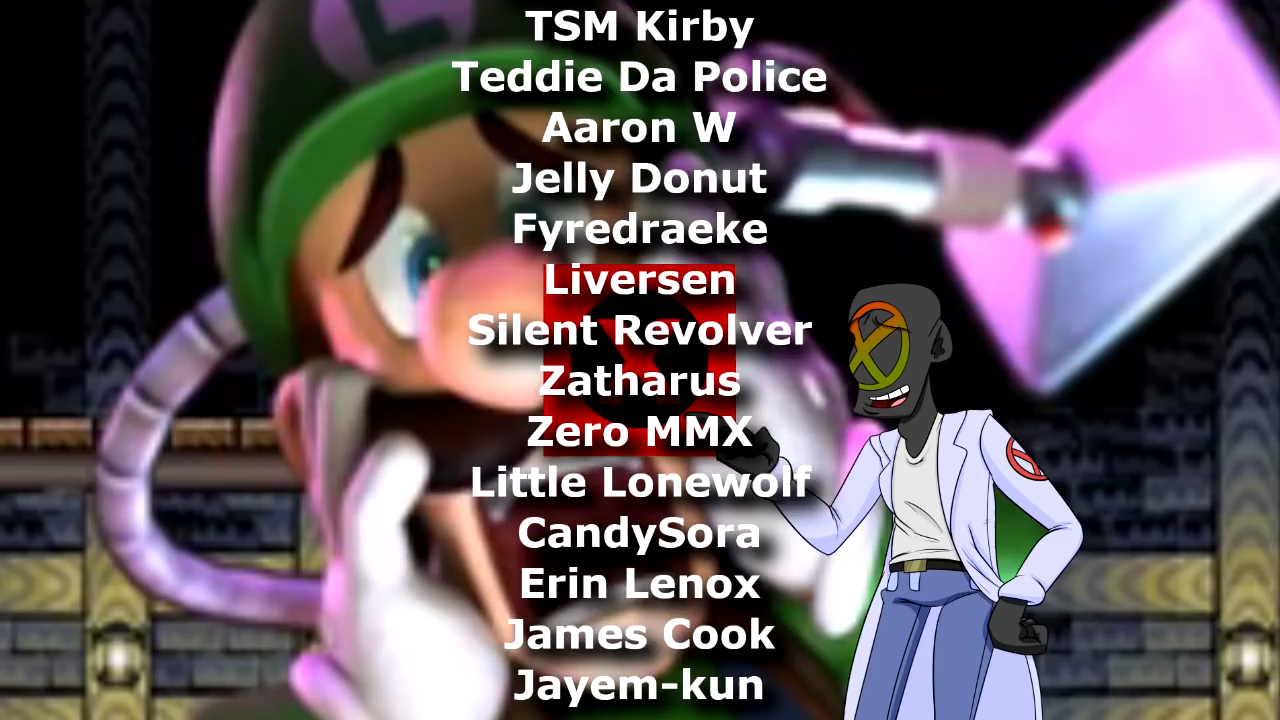 TSM Kirby
Teddie Da Police
Aaron W
Jelly Donut
Fyredraeke
Liversen
Silent Revolver
Zatharus
Zero MMX
Little Lonewolf
CandySora
Erin Lenox
James Cook
Jayem-kun
L